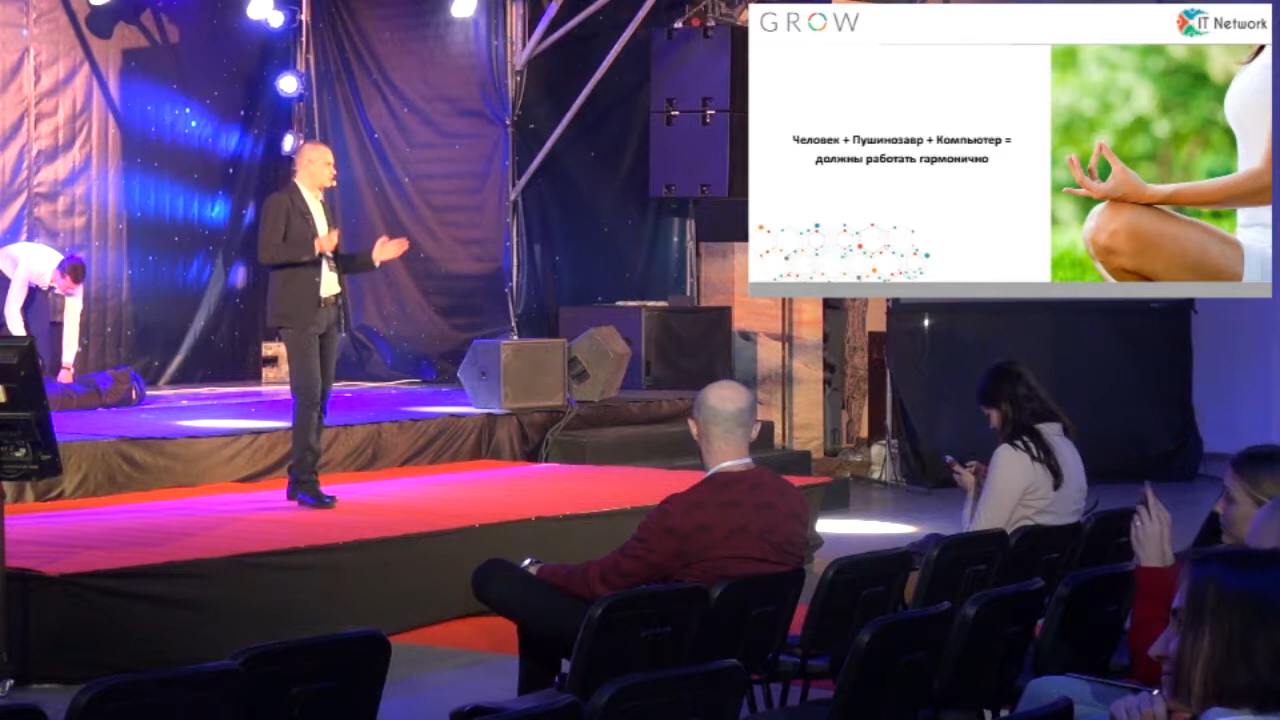 GROW
IT Network
Человек + Пушинозавр + Компьютер =
должны работать гармонично